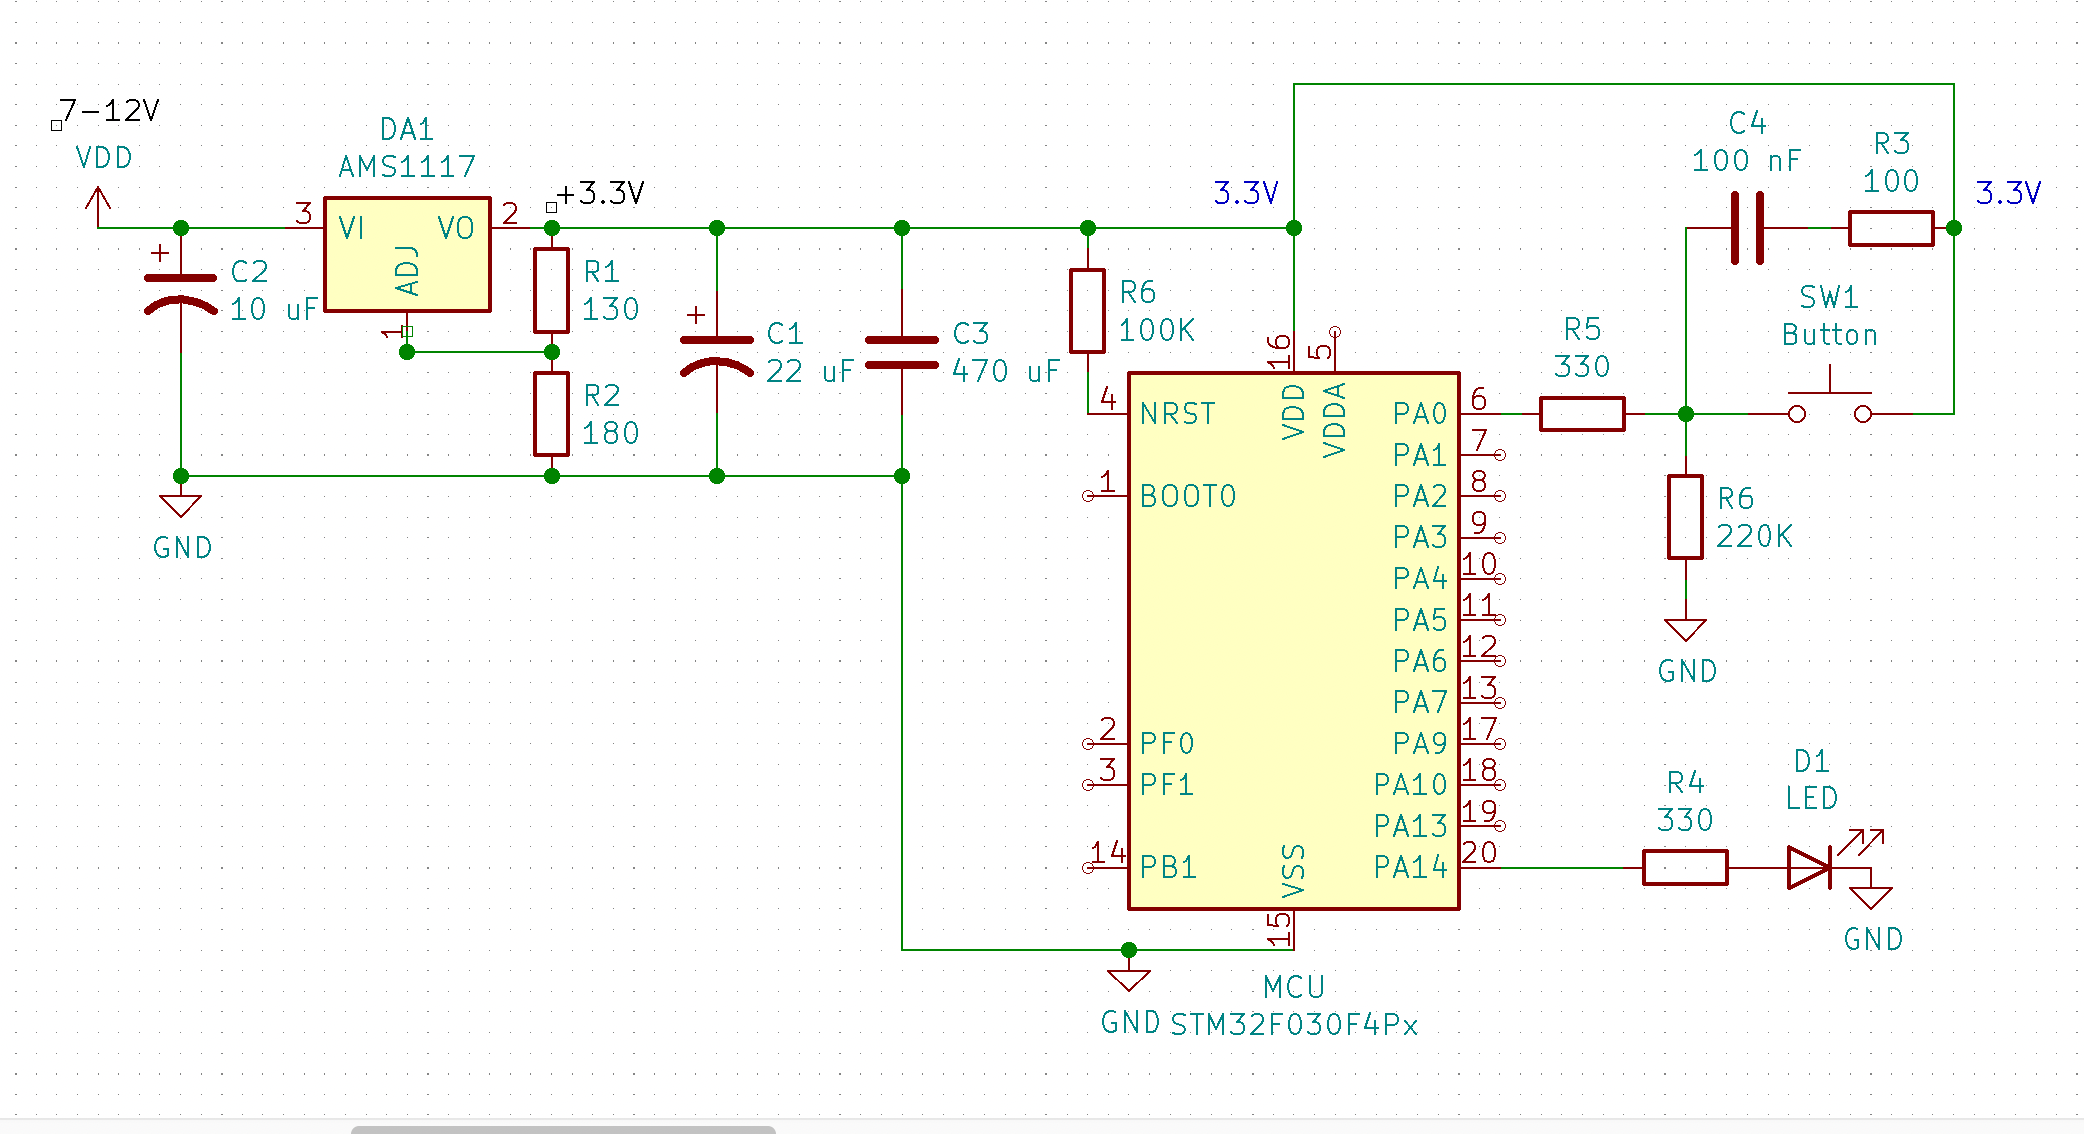 7-12V
VDD
DA1
AMS1117
3
VI
VO
2
ADJ
1
+3.3V
C2
10 uF
GND
R1
130
R2
180
C1
22 uF
C3
470 uF
R6
100K
3.3V
3.3V
C4
100 nF
R3
100
SW1
Button
R5
330
R6
220K
GND
16
5
VDD
VDDA
4
NRST
1
BOOT0
2
PF0
3
PF1
14
PB1
PA0
6
PA1
7
PA2
8
PA3
9
PA4
10
PA5
11
PA6
12
PA7
13
PA9
17
PA10
18
PA13
19
PA14
20
VSS
15
R4
330
D1
LED
GND
GND
MCU
STM32F030F4Px